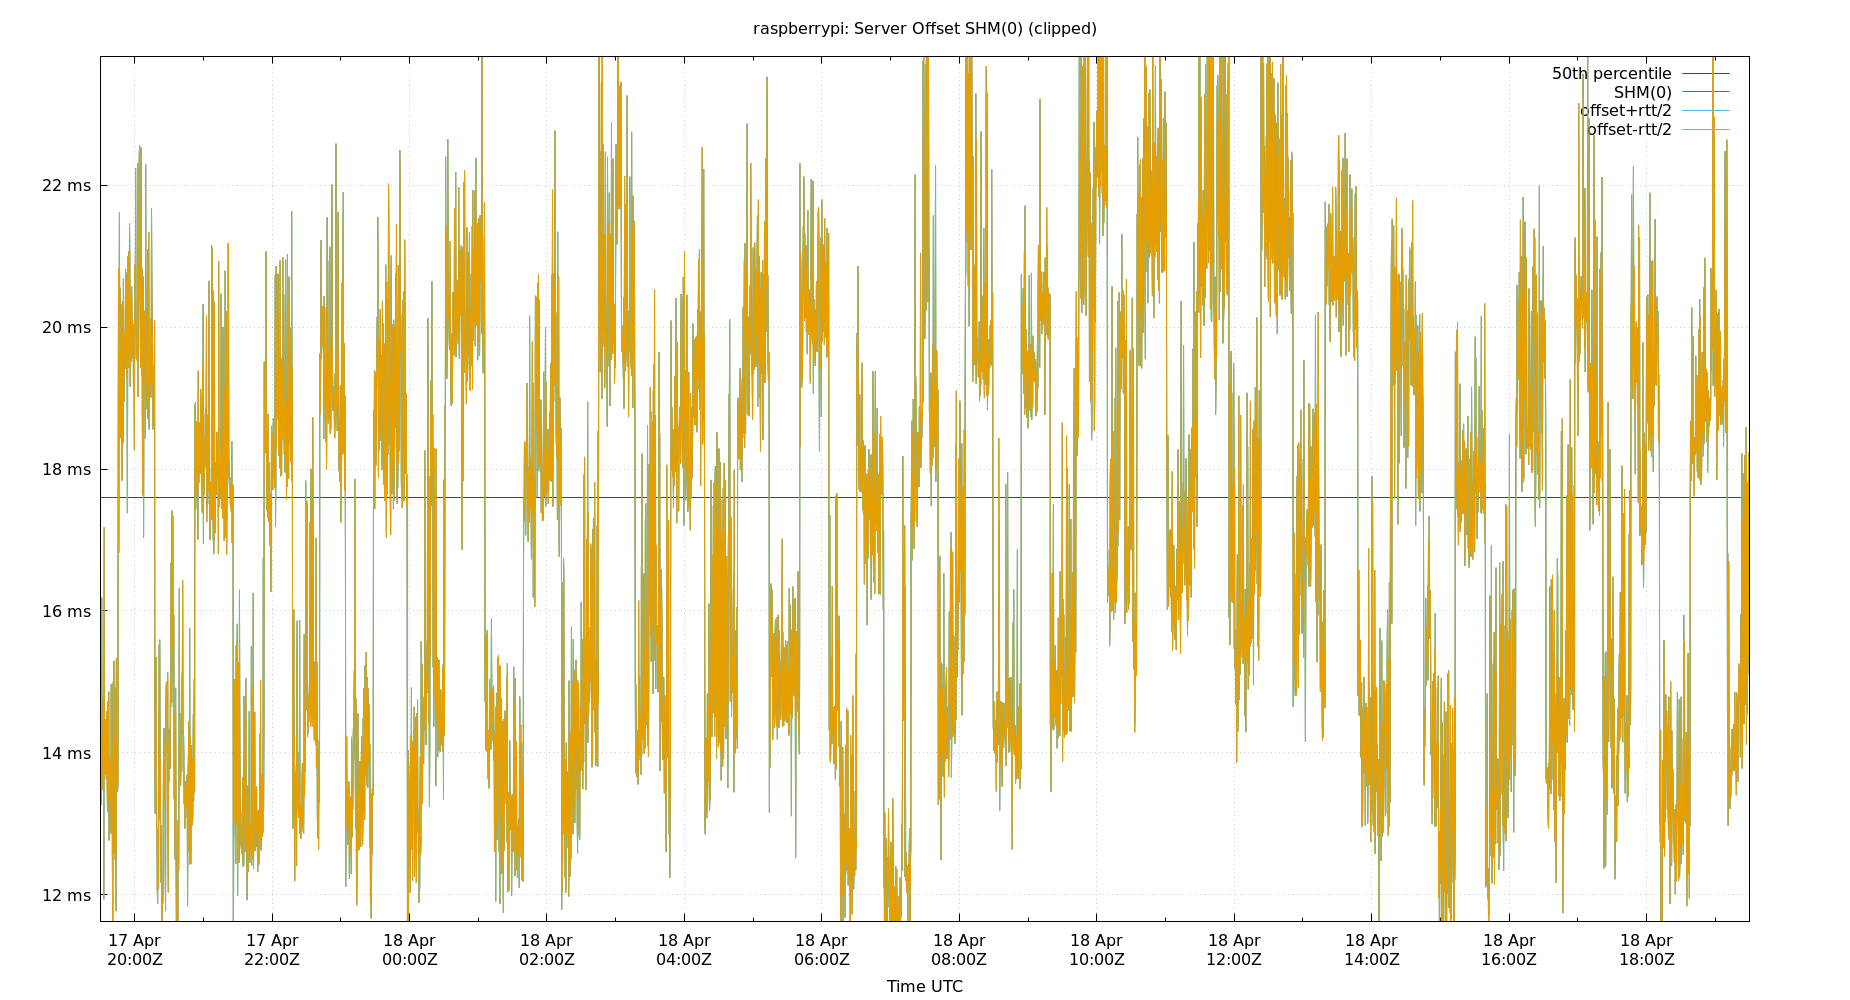 raspberrypi: Server Offset SHM(0) (clipped)
50th percentile
SHM(0)
offset+rtt/2
offset-rtt/2
22 ms
20 ms
18 ms
16 ms
14 ms
12 ms
17 Apr 17 Apr 18 Apr 18 Apr 18 Apr 18 Apr 18 Apr 18 Apr 18 Apr 18 Apr 18 Apr 18 Apr
20:00Z 22:00Z 00:00Z 02:00Z 04:00Z 06:00Z 08:00Z 10:00Z 12:00Z 14:00Z 16:00Z 18:00Z
Time UTC